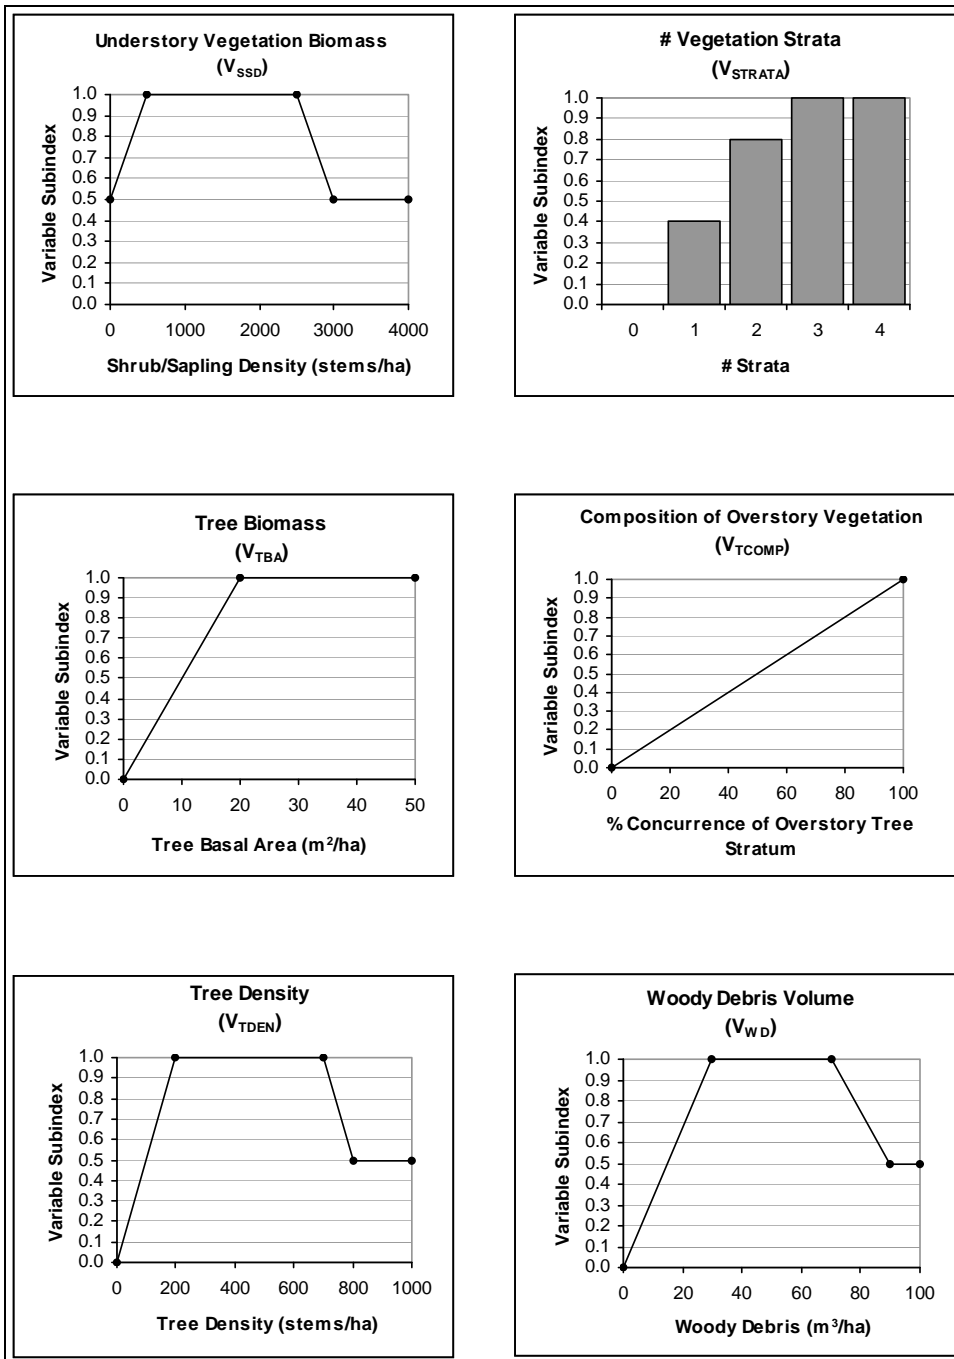 Understory Vegetation Biomass
(VSSD)
Variable Subindex
1.0
0.9
0.8
0.7
0.6
0.5
0.4
0.3
0.2
0.1
0.0
0 1000 2000 3000 4000
Shrub/Sapling Density (stems/ha)
# Vegetation Strata
(VSTRATA)
Variable Subindex
1.0
0.9
0.8
0.7
0.6
0.5
0.4
0.3
0.2
0.1
0.0
0 1 2 3 4
# Strata
Tree Biomass
(VTBA)
Variable Subindex
1.0
0.9
0.8
0.7
0.6
0.5
0.4
0.3
0.2
0.1
0.0
0 10 20 30 40 50
Tree Basal Area (m²/ha)
Composition of Overstory Vegetation
(VTCOMP)
Variable Subindex
1.0
0.9
0.8
0.7
0.6
0.5
0.4
0.3
0.2
0.1
0.0
0 20 40 60 80 100
% Concurrence of Overstory Tree
Stratum
Tree Density
(VTDEN)
Variable Subindex
1.0
0.9
0.8
0.7
0.6
0.5
0.4
0.3
0.2
0.1
0.0
0 200 400 600 800 1000
Tree Density (stems/ha)
Woody Debris Volume
(VWD)
Variable Subindex
1.0
0.9
0.8
0.7
0.6
0.5
0.4
0.3
0.2
0.1
0.0
0 20 40 60 80 100
Woody Debris (m³/ha)